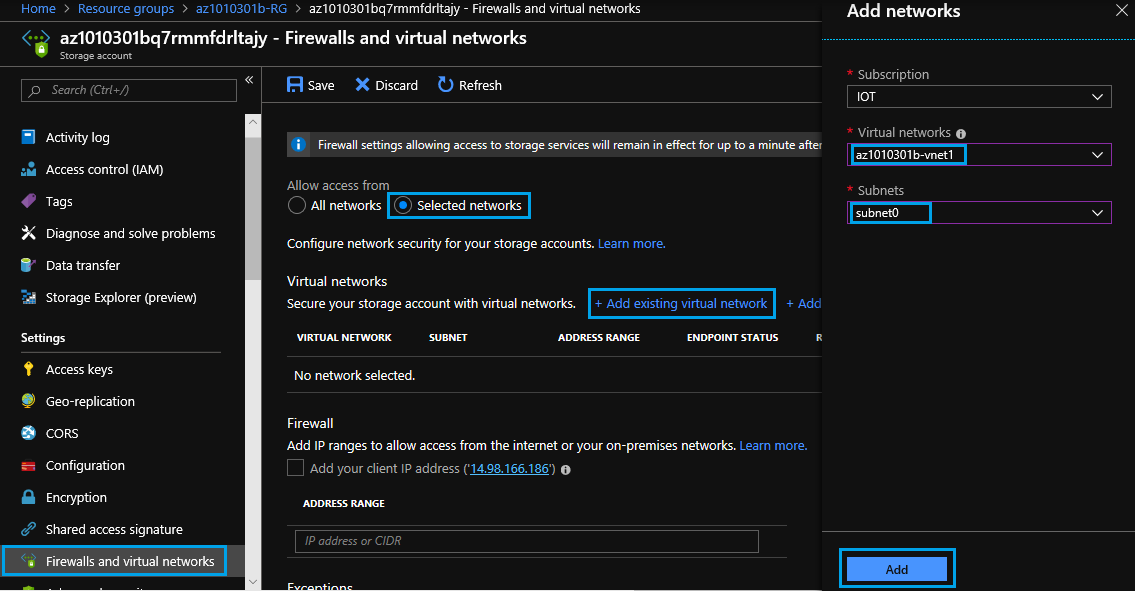 Home > Resource groups > az1010301b-RG > az1010301bq7rmmfdrltajy - Firewalls and virtual networks
az1010301bq7rmmfdrltajy - Firewalls and virtual networks
Storage account
Search (Ctrl+/)
«
Activity log
Access control (IAM)
Tags
Diagnose and solve problems
Data transfer
Storage Explorer (preview)
Settings
Access keys
Geo-replication
CORS
Configuration
Encryption
Shared access signature
Firewalls and virtual networks
Save Discard Refresh
Firewall settings allowing access to storage services will remain in effect for up to a minute after
Allow access from
All networks Selected networks
Configure network security for your storage accounts. Learn more.
Virtual networks
Secure your storage account with virtual networks. + Add existing virtual network + Add
VIRTUAL NETWORK SUBNET ADDRESS RANGE ENDPOINT STATUS R
No network selected.
Firewall
Add IP ranges to allow access from the internet or your on-premises networks. Learn more.
Add your client IP address ('14.98.166.186')
ADDRESS RANGE
IP address or CIDR
Exceptions
Add networks
* Subscription
IOT
* Virtual networks
az1010301b-vnet1
* Subnets
subnet0
Add